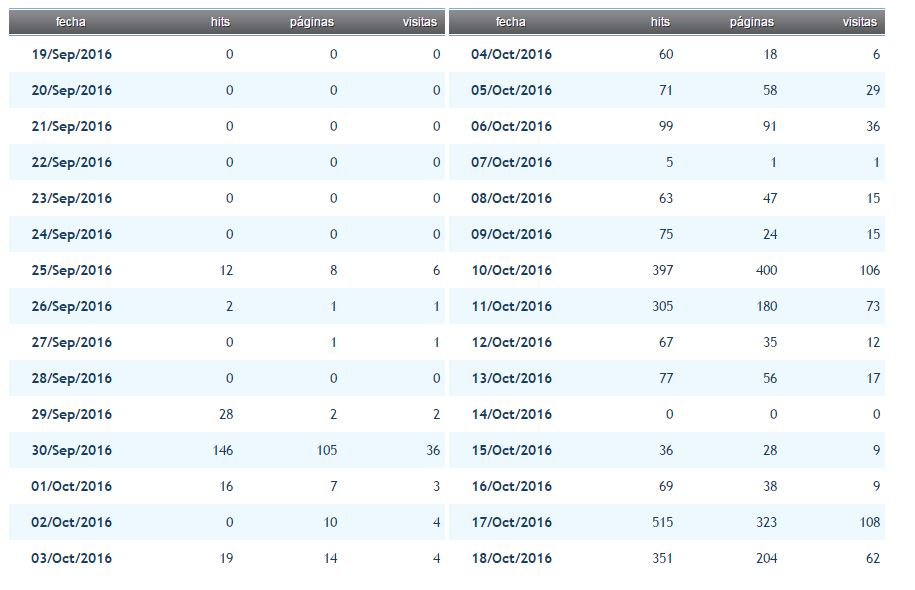 fecha hits páginas visitas fecha hits páginas visitas
19/Sep/2016 0 0 0 04/Oct/2016 60 18 6
20/Sep/2016 0 0 0 05/Oct/2016 71 58 29
21/Sep/2016 0 0 0 06/Oct/2016 99 91 36
22/Sep/2016 0 0 0 07/Oct/2016 5 1 1
23/Sep/2016 0 0 0 08/Oct/2016 63 47 15
24/Sep/2016 0 0 0 09/Oct/2016 75 24 15
25/Sep/2016 12 8 6 10/Oct/2016 397 400 106
26/Sep/2016 2 1 1 11/Oct/2016 305 180 73
27/Sep/2016 0 1 1 12/Oct/2016 67 35 12
28/Sep/2016 0 0 0 13/Oct/2016 77 56 17
29/Sep/2016 28 2 2 14/Oct/2016 0 0 0
30/Sep/2016 146 105 36 15/Oct/2016 36 28 9
01/Oct/2016 16 7 3 16/Oct/2016 69 38 9
02/Oct/2016 0 10 4 17/Oct/2016 515 323 108
03/Oct/2016 19 14 4 18/Oct/2016 351 204 62